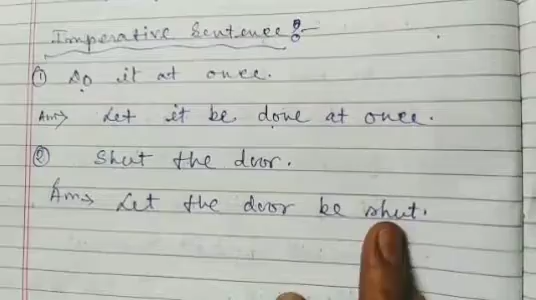 Imperative Sentence :-
① Do it at once.
Ans→ Let it be done at once.
② Shut the door.
Ans→ Let the door be shut.